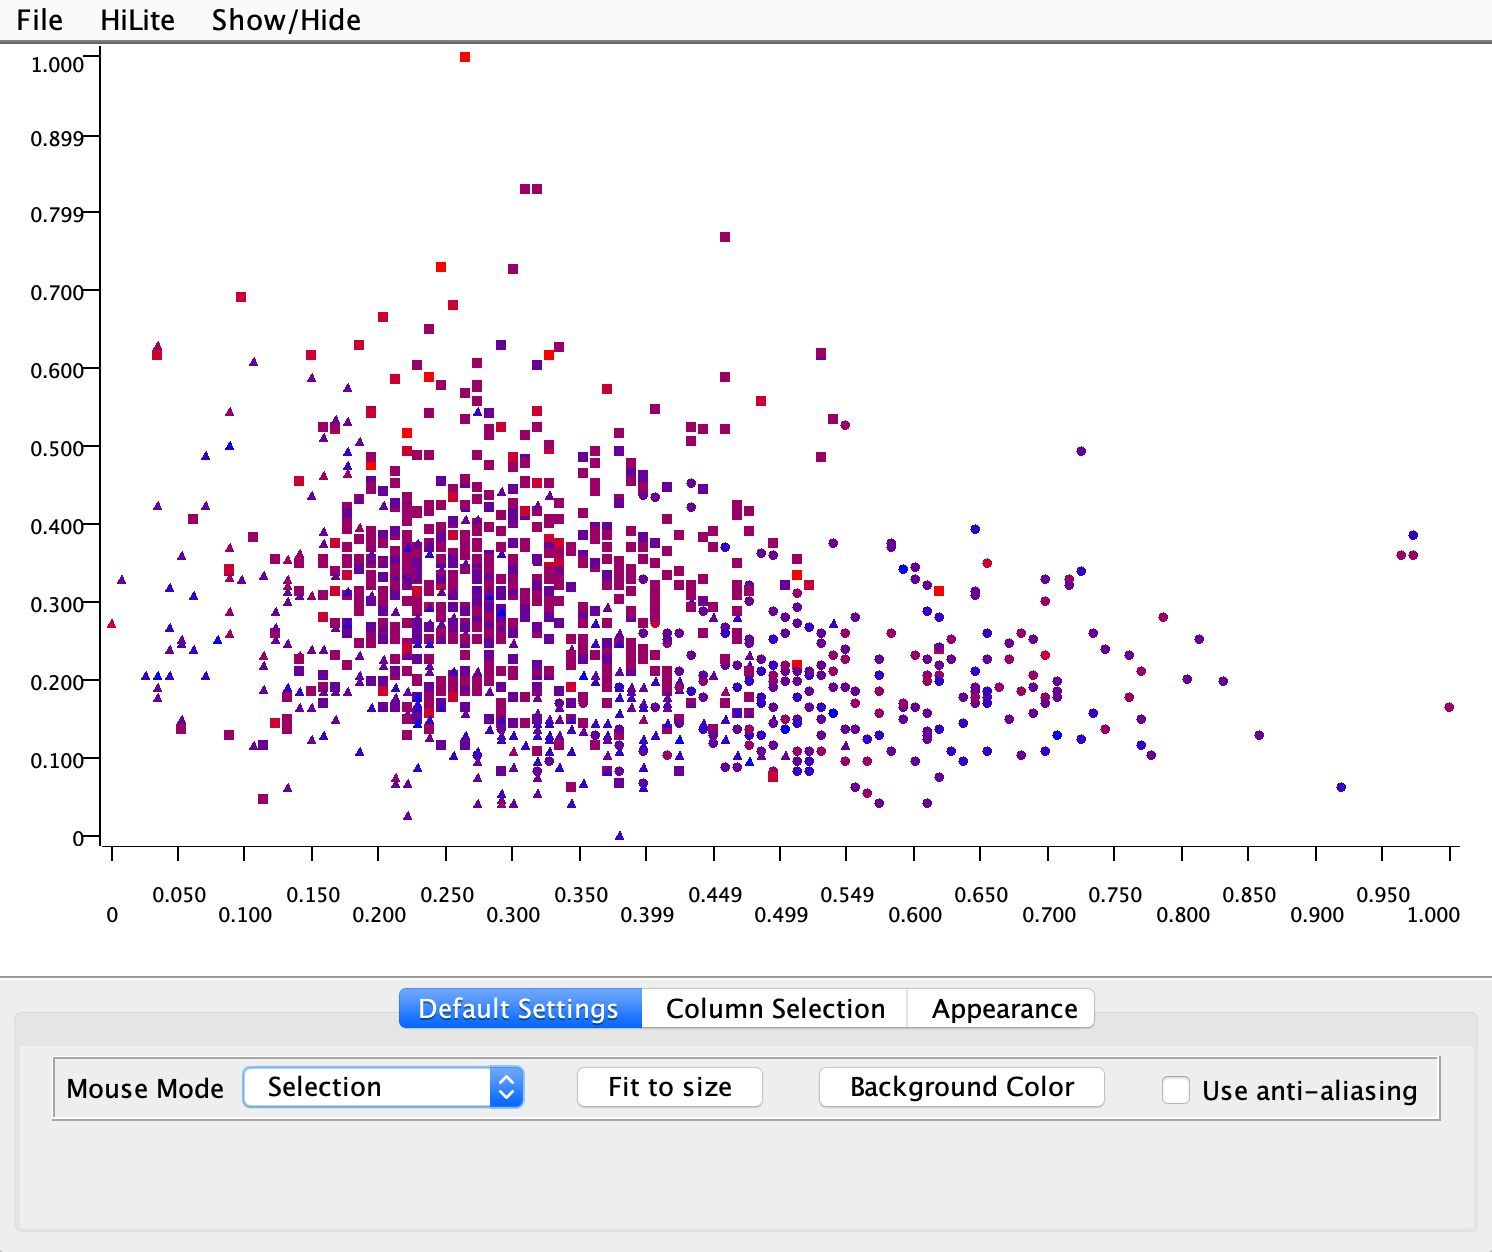 File HiLite Show/Hide
1.000
0.899
0.799
0.700
0.600
0.500
0.400
0.300
0.200
0.100
0
0.050 0.150 0.250 0.350 0.449 0.549 0.650 0.750 0.850 0.950
0 0.100 0.200 0.300 0.399 0.499 0.600 0.700 0.800 0.900 1.000
Default Settings Column Selection Appearance
Mouse Mode Selection Fit to size Background Color Use anti-aliasing